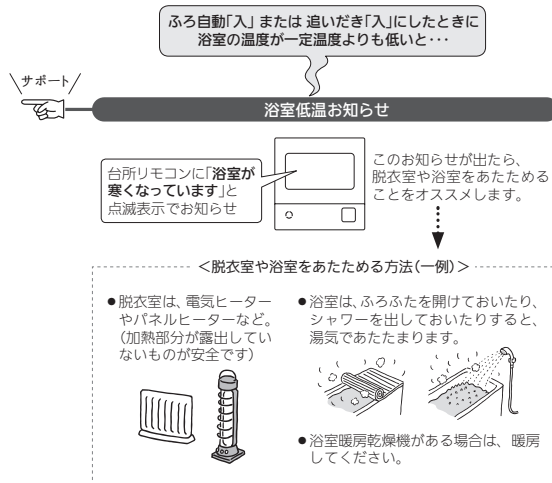 ふろ自動「入」 または 追いだき「入」にしたときに
浴室の温度が一定温度よりも低いと･･･
サポート
浴室低温お知らせ
台所リモコンに「浴室が
寒くなっています」と
点滅表示でお知らせ
このお知らせが出たら、
脱衣室や浴室をあたためる
ことをオススメします。
＜脱衣室や浴室をあたためる方法(一例)＞
●脱衣室は、電気ヒーター
やパネルヒーターなど。
(加熱部分が露出してい
ないものが安全です)
●浴室は、ふろふたを開けておいたり、
シャワーを出しておいたりすると、
湯気であたたまります。
●浴室暖房乾燥機がある場合は、暖房
してください。